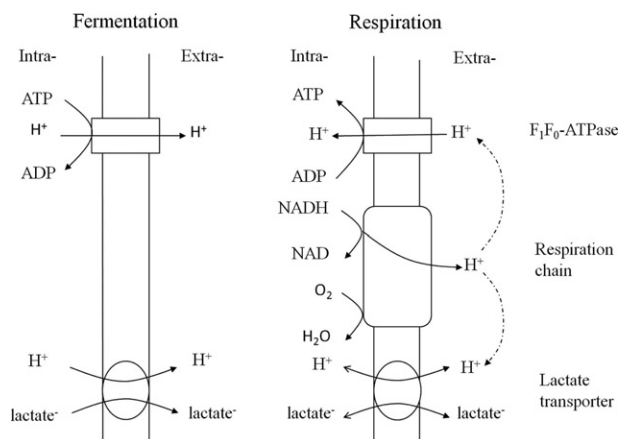 Fermentation
Intra-
Extra-
ATP
H⁺
H⁺
ADP
H⁺
H⁺
lactate⁻
lactate⁻
Respiration
Intra-
Extra-
ATP
H⁺
H⁺
F₁F₀-ATPase
ADP
NADH
NAD
H⁺
Respiration
chain
O₂
H₂O
H⁺
H⁺
lactate⁻
lactate⁻
Lactate
transporter